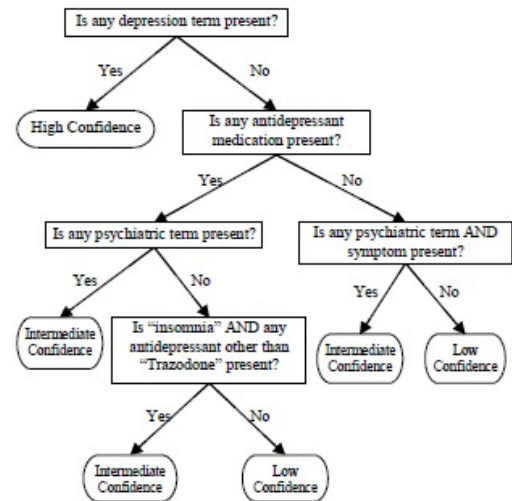 Is any depression term present?
Yes
No
High Confidence
Is any antidepressant
medication present?
Yes
No
Is any psychiatric term present?
Is any psychiatric term AND
symptom present?
Yes
No
Yes
No
Intermediate
Confidence
Is “insomnia” AND any
antidepressant other than
“Trazodone” present?
Intermediate
Confidence
Low
Confidence
Yes
No
Intermediate
Confidence
Low
Confidence